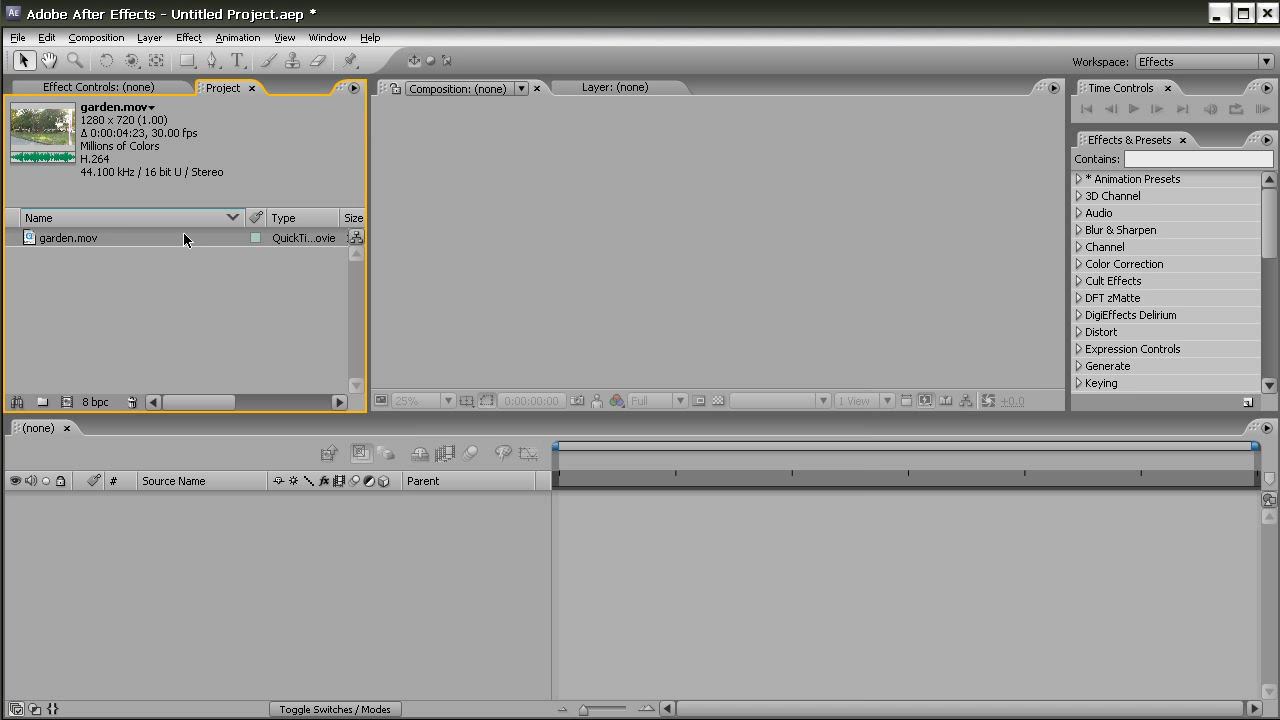 Adobe After Effects - Untitled Project.aep *
File Edit Composition Layer Effect Animation View Window Help
Workspace: Effects
Effect Controls: (none)
Project
Composition: (none)
Layer: (none)
Time Controls
garden.mov
1280 x 720 (1.00)
Δ 0:00:04:23, 30.00 fps
Millions of Colors
H.264
44.100 kHz / 16 bit U / Stereo
Effects & Presets
Contains:
* Animation Presets
3D Channel
Audio
Blur & Sharpen
Channel
Color Correction
Cult Effects
DFT zMatte
DigiEffects Delirium
Distort
Expression Controls
Generate
Keying
Name Type Size
garden.mov QuickTi...ovie
8 bpc
25% 0:00:00:00 Full 1 View +0.0
(none)
# Source Name Parent
Toggle Switches / Modes